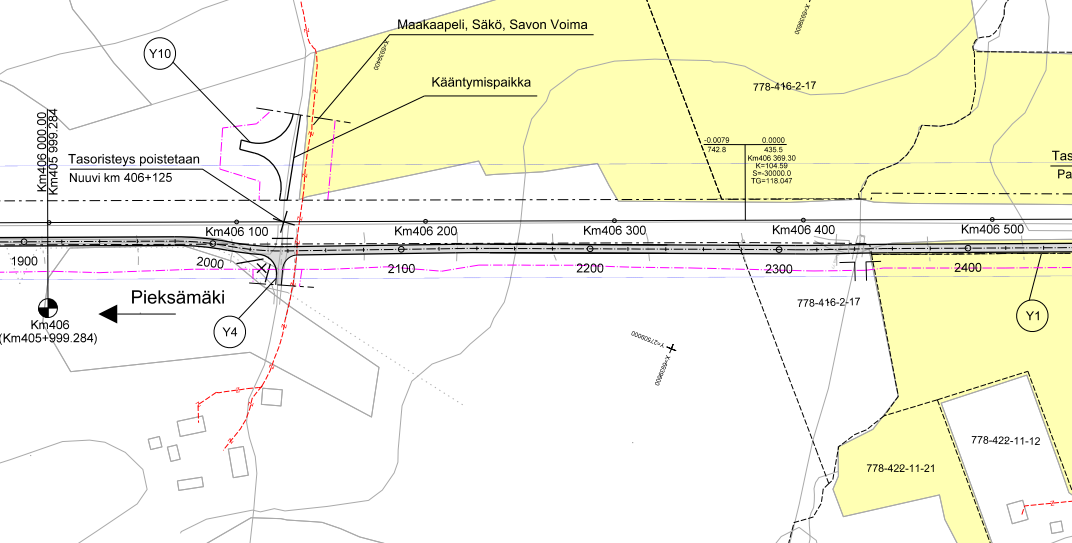 Maakaapeli, Säkö, Savon Voima
Y10
Kääntymispaikka
778-416-2-17
Km406 000.00
Km405 999.284
Tasoristeys poistetaan
Nuuvi km 406+125
-0.0079 0.0000
742.8 435.5
Km406 369.30
K=104.59
S=-30000.0
TG=118.047
Tas
Pa
Km406 100
Km406 200
Km406 300
Km406 400
Km406 500
1900
2000
2100
2200
2300
2400
Pieksämäki
Km406
(Km405+999.284)
Y4
778-416-2-17
Y1
778-422-11-12
778-422-11-21